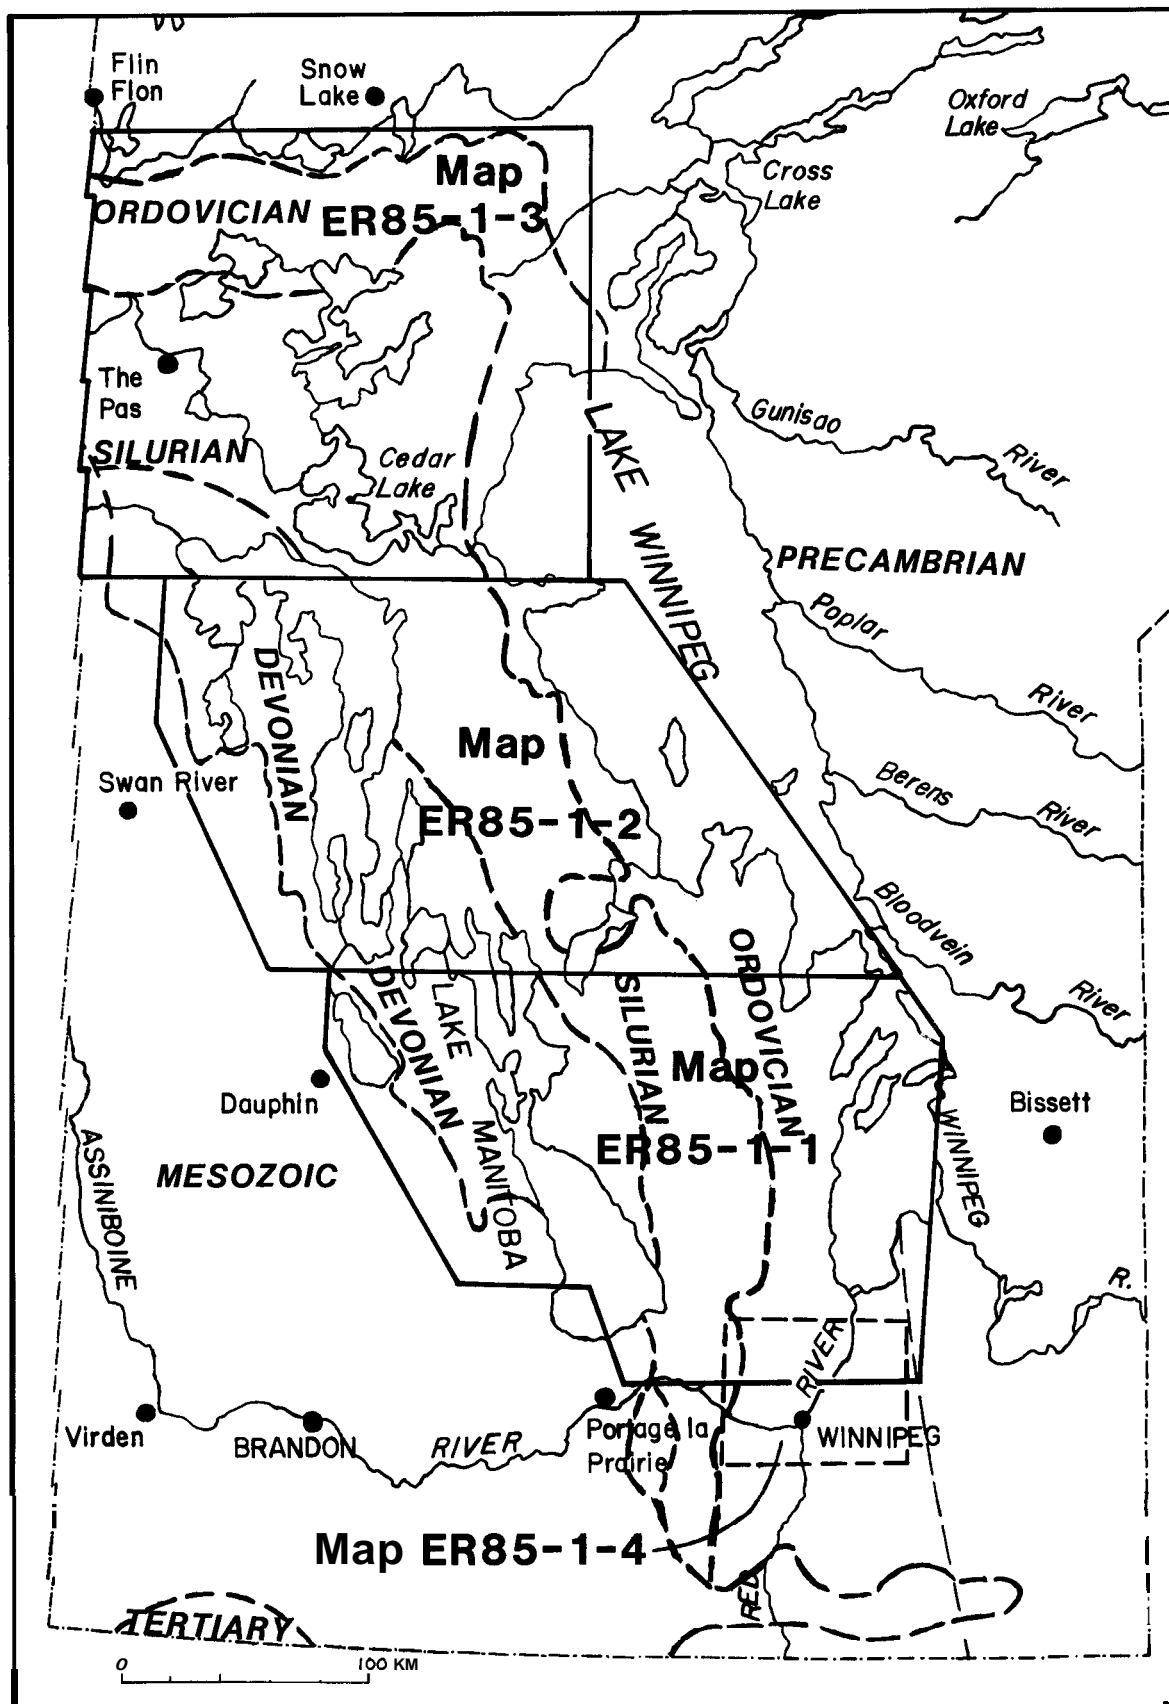 Flin
Flon
Snow
Lake
Oxford
Lake
Cross
Lake
Map
ER85-1-3
ORDOVICIAN
The
Pas
SILURIAN
Cedar
Lake
LAKE WINNIPEG
Gunisao
River
PRECAMBRIAN
Poplar
River
DEVONIAN
Map
ER85-1-2
Swan River
Berens
River
Bloodvein
River
DEVONIAN
LAKE
MANITOBA
SILURIAN
ORDOVICIAN
Map
ER85-1-1
Dauphin
Bissett
MESOZOIC
ASSINIBOINE
WINNIPEG
R.
RIVER
Virden
BRANDON
RIVER
Portage la
Prairie
WINNIPEG
Map ER85-1-4
RED
TERTIARY
0 100 KM